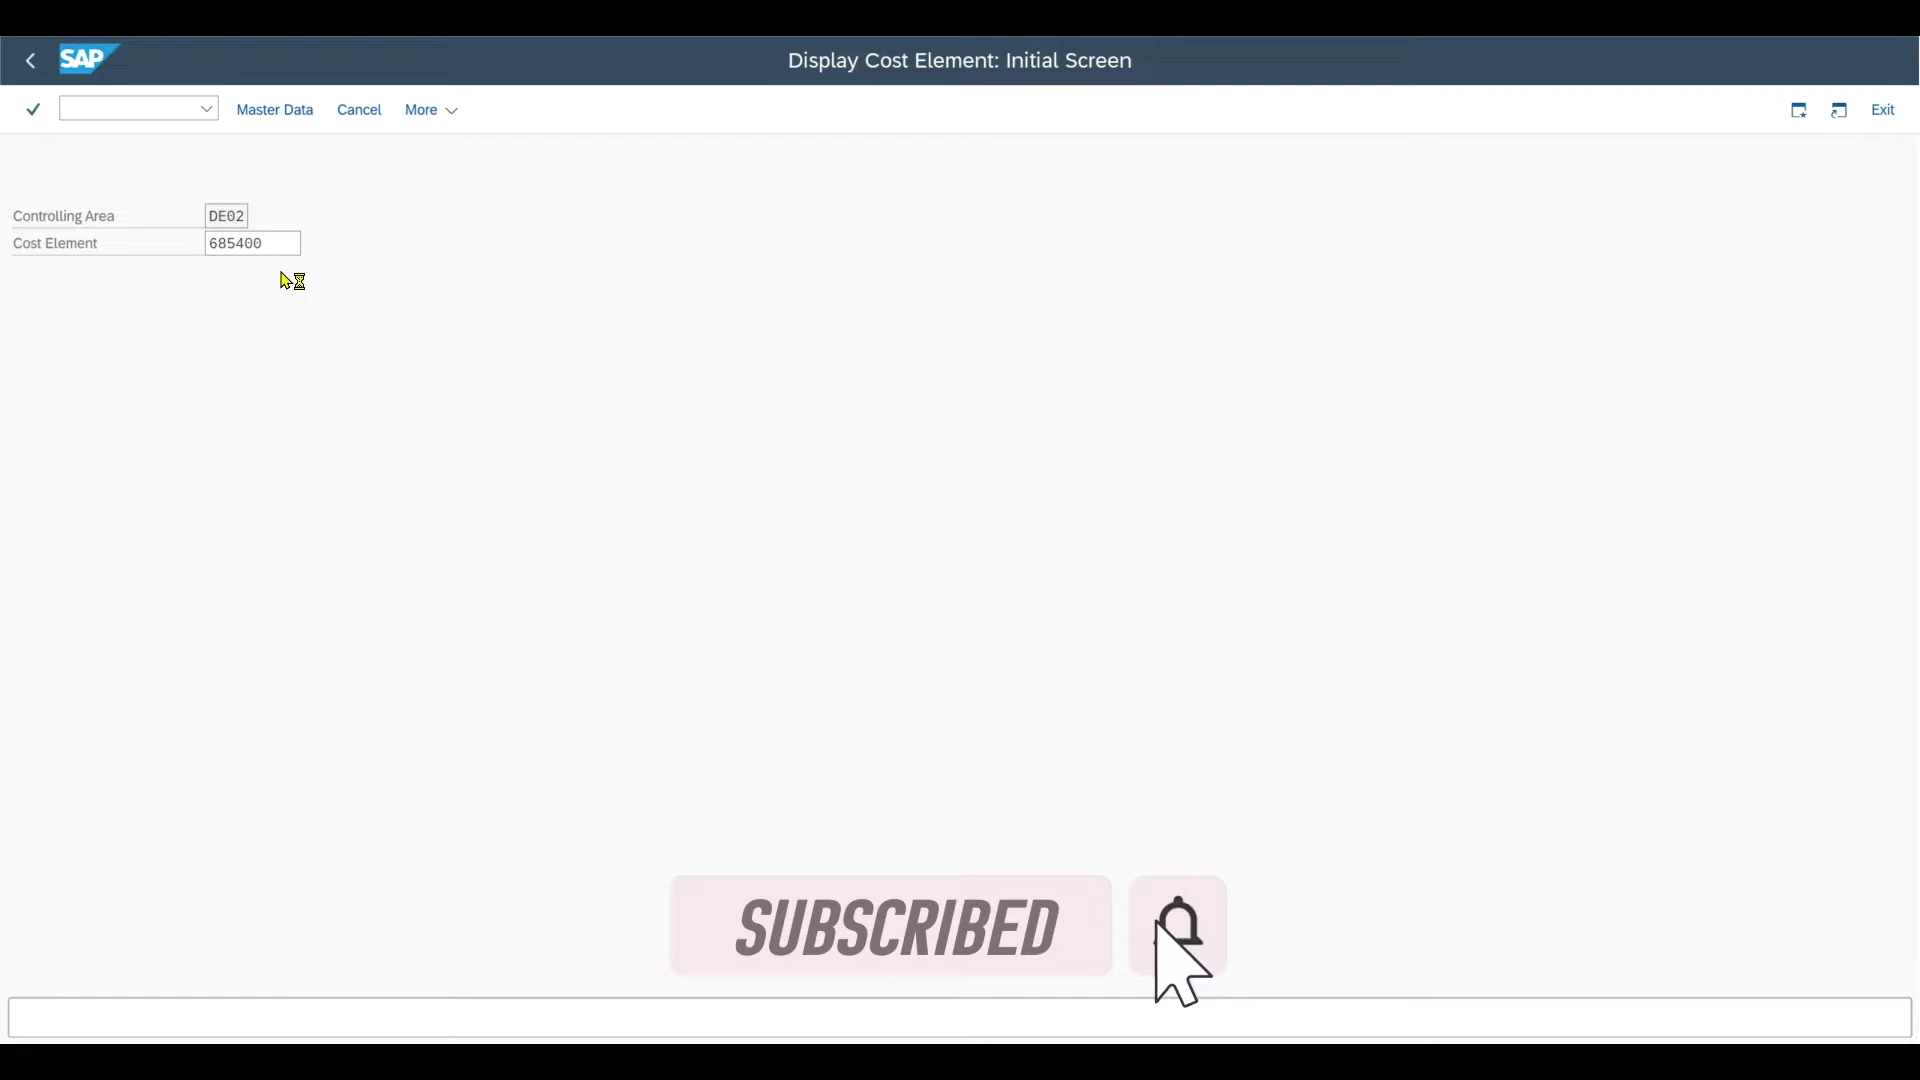 SAP
Display Cost Element: Initial Screen
Master Data Cancel More Exit
Controlling Area DE02
Cost Element 685400
SUBSCRIBED